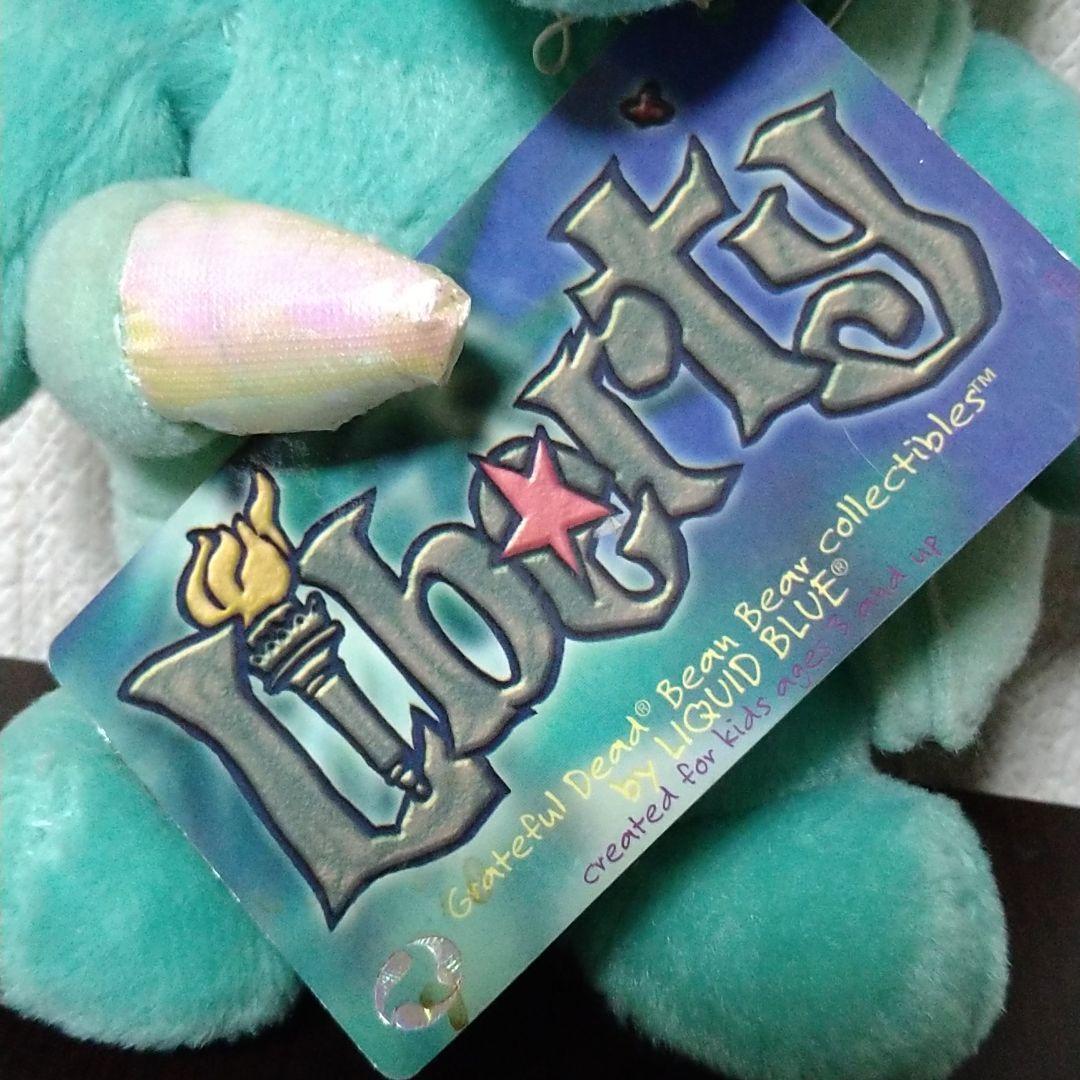 Liberty
Grateful Dead® Bean Bear Collectibles™
by LIQUID BLUE®
created for kids ages 3 and up